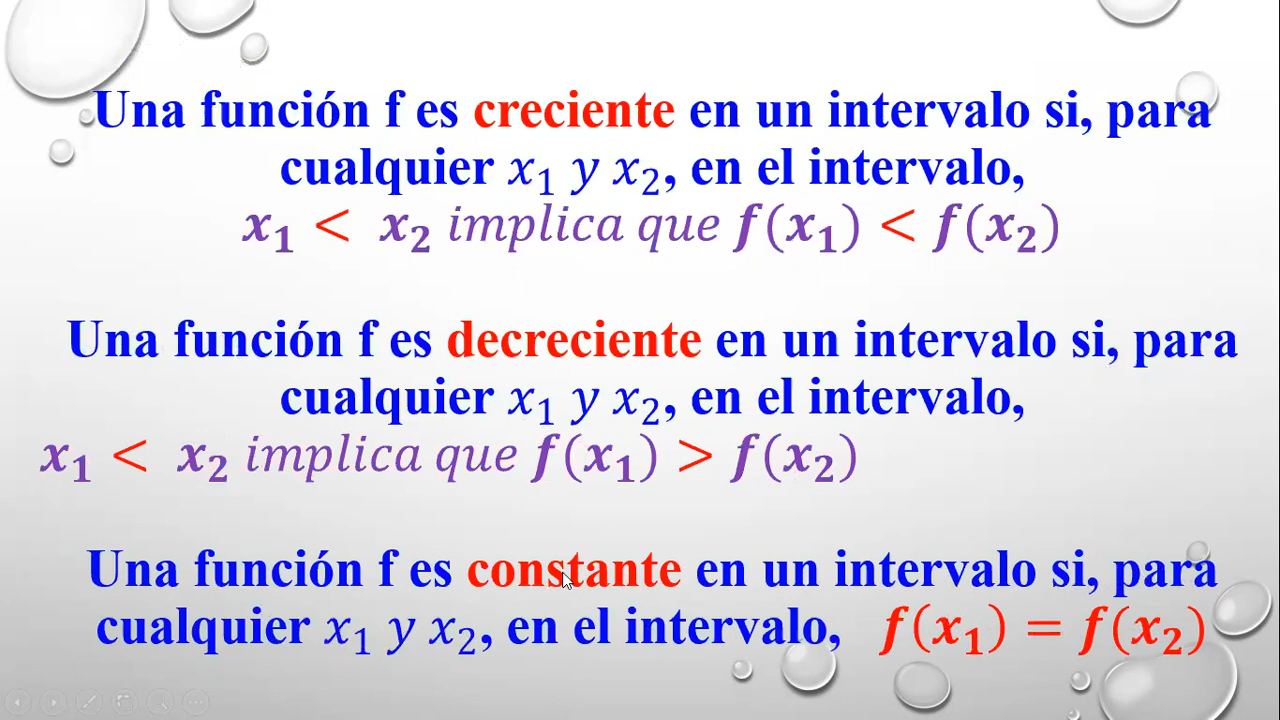 Una función f es creciente en un intervalo si, para
cualquier x₁ y x₂, en el intervalo,
x₁ < x₂ implica que f(x₁) < f(x₂)
Una función f es decreciente en un intervalo si, para
cualquier x₁ y x₂, en el intervalo,
x₁ < x₂ implica que f(x₁) > f(x₂)
Una función f es constante en un intervalo si, para
cualquier x₁ y x₂, en el intervalo, f(x₁) = f(x₂)